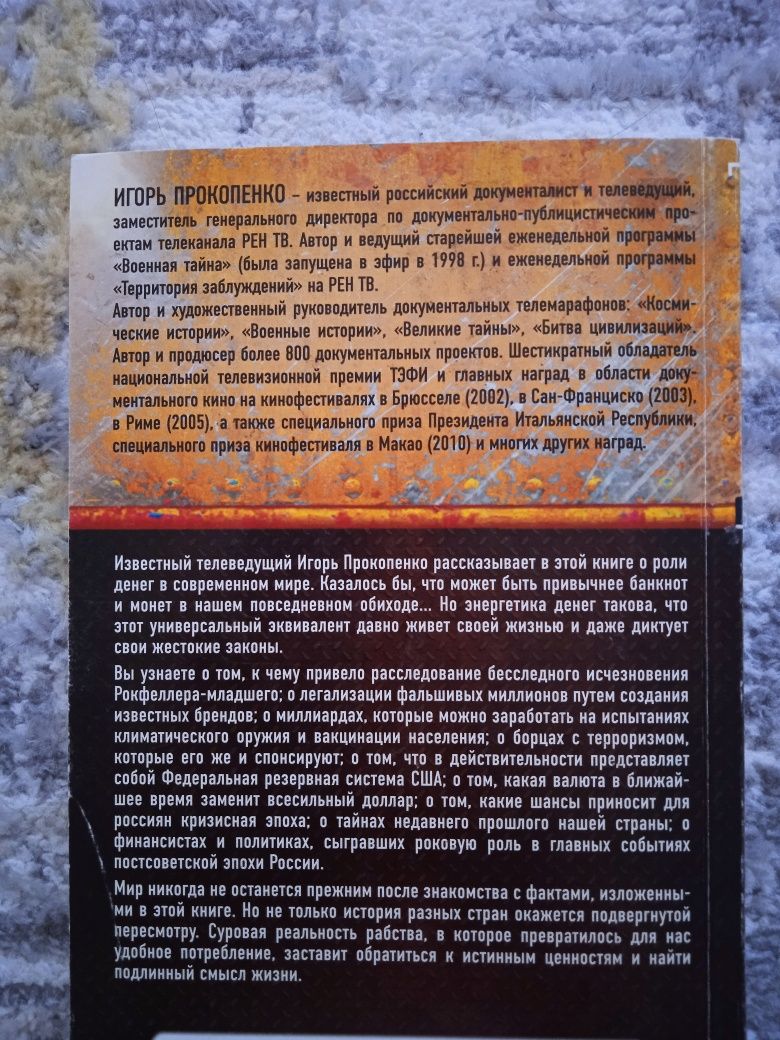 ИГОРЬ ПРОКОПЕНКО – известный российский документалист и телеведущий,
заместитель генерального директора по документально-публицистическим про-
ектам телеканала РЕН ТВ. Автор и ведущий старейшей еженедельной программы
«Военная тайна» (была запущена в эфир в 1998 г.) и еженедельной программы
«Территория заблуждений» на РЕН ТВ.
Автор и художественный руководитель документальных телемарафонов: «Косми-
ческие истории», «Военные истории», «Великие тайны», «Битва цивилизаций».
Автор и продюсер более 800 документальных проектов. Шестикратный обладатель
национальной телевизионной премии ТЭФИ и главных наград в области доку-
ментального кино на кинофестивалях в Брюсселе (2002), в Сан-Франциско (2003),
в Риме (2005), а также специального приза Президента Итальянской Республики,
специального приза кинофестиваля в Макао (2010) и многих других наград.
Известный телеведущий Игорь Прокопенко рассказывает в этой книге о роли
денег в современном мире. Казалось бы, что может быть привычнее банкнот
и монет в нашем повседневном обиходе... Но энергетика денег такова, что
этот универсальный эквивалент давно живет своей жизнью и даже диктует
свои жестокие законы.
Вы узнаете о том, к чему привело расследование бесследного исчезновения
Рокфеллера-младшего; о легализации фальшивых миллионов путем создания
известных брендов; о миллиардах, которые можно заработать на испытаниях
климатического оружия и вакцинации населения; о борцах с терроризмом,
которые его же и спонсируют; о том, что в действительности представляет
собой Федеральная резервная система США; о том, какая валюта в ближай-
шее время заменит всесильный доллар; о том, какие шансы приносит для
россиян кризисная эпоха; о тайнах недавнего прошлого нашей страны; о
финансистах и политиках, сыгравших роковую роль в главных событиях
постсоветской эпохи России.
Мир никогда не останется прежним после знакомства с фактами, изложенны-
ми в этой книге. Но не только история разных стран окажется подвергнутой
пересмотру. Суровая реальность рабства, в которое превратилось для нас
удобное потребление, заставит обратиться к истинным ценностям и найти
подлинный смысл жизни.